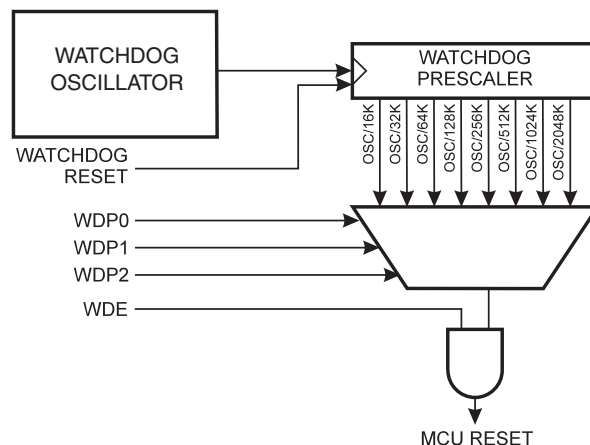 WATCHDOG
OSCILLATOR
WATCHDOG
PRESCALER
OSC/16K
OSC/32K
OSC/64K
OSC/128K
OSC/256K
OSC/512K
OSC/1024K
OSC/2048K
WATCHDOG
RESET
WDP0
WDP1
WDP2
WDE
MCU RESET